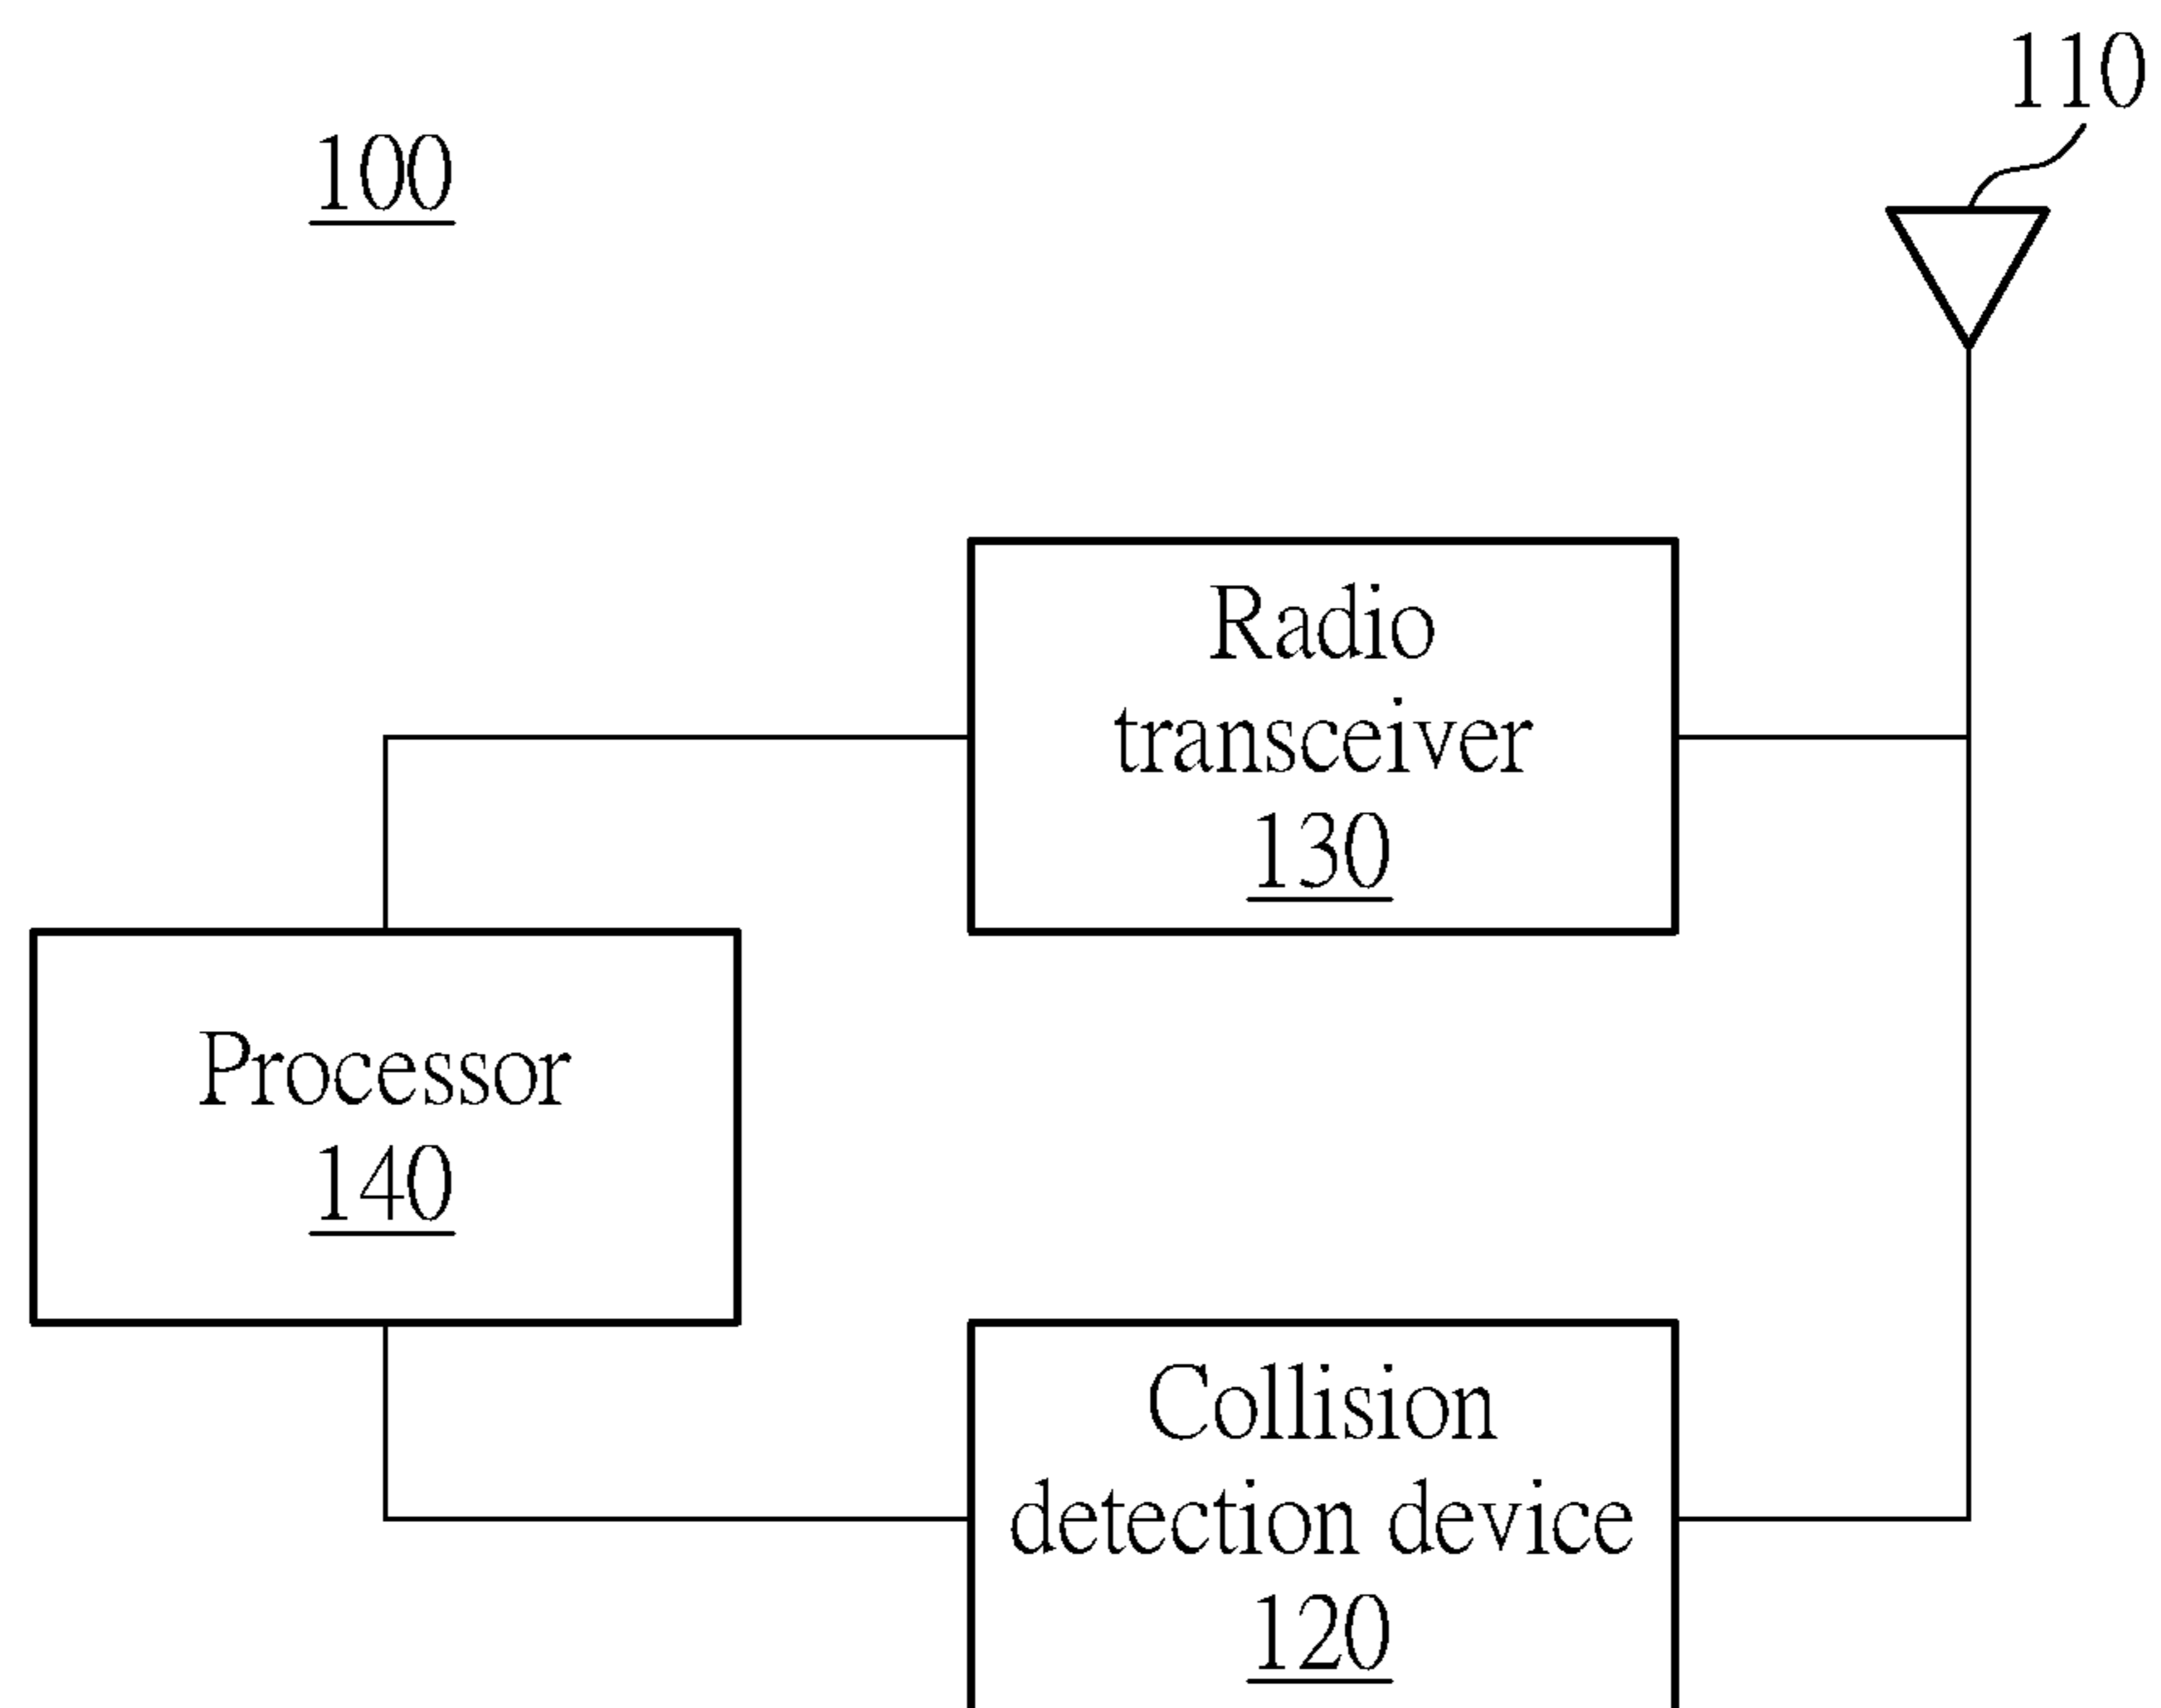 110
100
Radio
transceiver
130
Processor
140
Collision
detection device
120